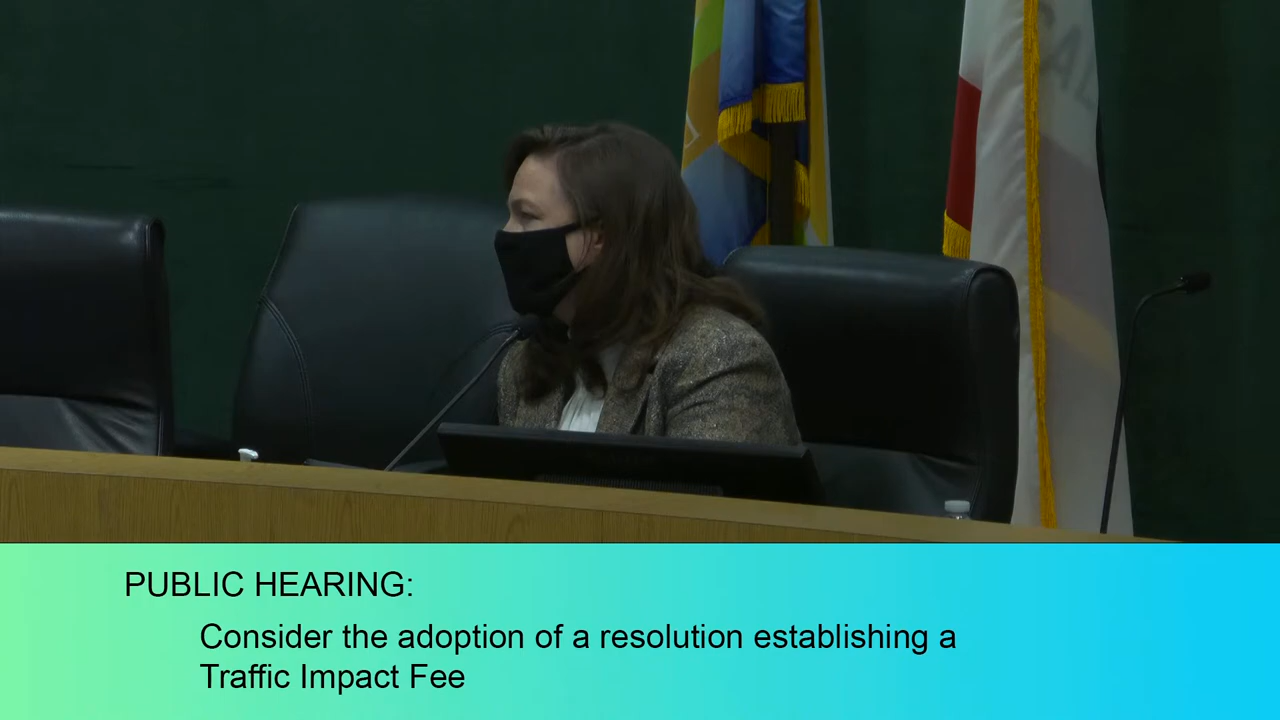 PUBLIC HEARING:
Consider the adoption of a resolution establishing a
Traffic Impact Fee